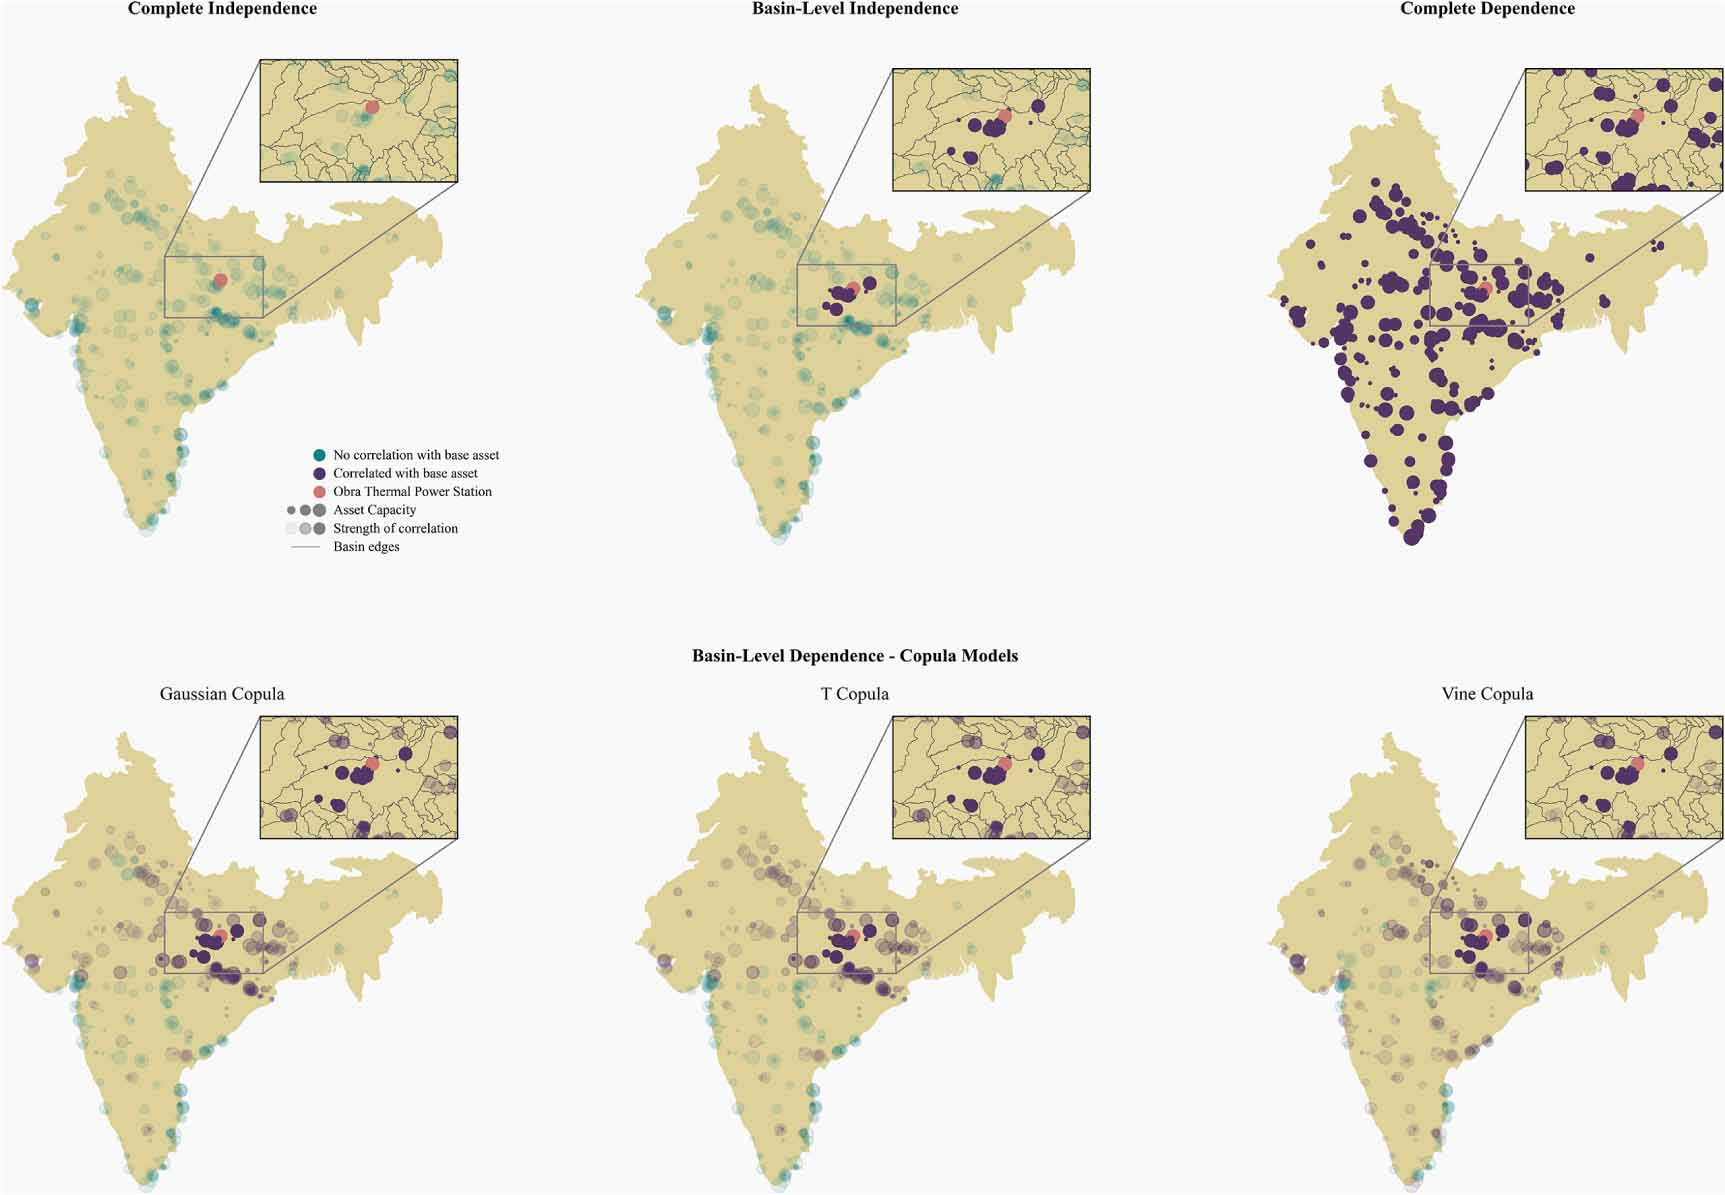 Complete Independence
Basin-Level Independence
Complete Dependence
No correlation with base asset
Correlated with base asset
Obra Thermal Power Station
Asset Capacity
Strength of correlation
Basin edges
Basin-Level Dependence - Copula Models
Gaussian Copula
T Copula
Vine Copula